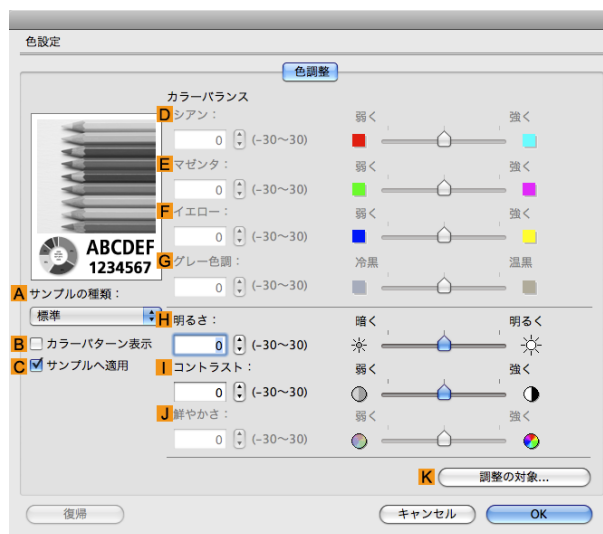 色設定
色調整
カラーバランス
D シアン： 弱く 強く
0 (-30～30)
E マゼンタ： 弱く 強く
0 (-30～30)
F イエロー： 弱く 強く
0 (-30～30)
ABCDEF
1234567
G グレー色調： 冷黒 温黒
0 (-30～30)
A サンプルの種類：
標準
H 明るさ： 暗く 明るく
0 (-30～30)
B カラーパターン表示
C サンプルへ適用
I コントラスト： 弱く 強く
0 (-30～30)
J 鮮やかさ： 弱く 強く
0 (-30～30)
K 調整の対象...
復帰 キャンセル OK